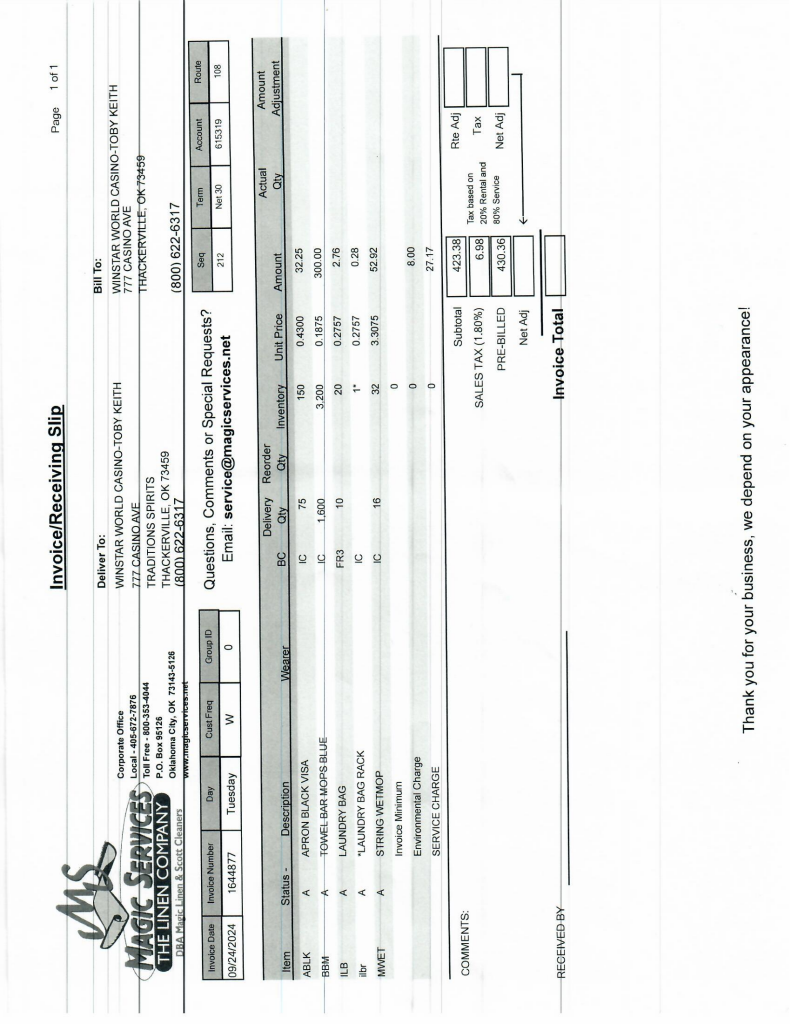 Invoice/Receiving Slip
Page 1 of 1
MS
MAGIC SERVICES
THE LINEN COMPANY
DBA Magic Linen & Scott Cleaners
Corporate Office
Local - 405-672-7876
Toll Free - 800-353-4044
P.O. Box 95126
Oklahoma City, OK 73143-5126
www.magicservices.net
Deliver To:
WINSTAR WORLD CASINO-TOBY KEITH
777 CASINO AVE
TRADITIONS SPIRITS
THACKERVILLE, OK 73459
(800) 622-6317
Bill To:
WINSTAR WORLD CASINO-TOBY KEITH
777 CASINO AVE
THACKERVILLE, OK 73459
(800) 622-6317
Invoice Date Invoice Number Day Cust Freq Group ID
09/24/2024 1644877 Tuesday W 0
Questions, Comments or Special Requests?
Email: service@magicservices.net
Seq Term Account Route
212 Net 30 615319 108
Item Status - Description Wearer BC Delivery Qty Reorder Qty Inventory Unit Price Amount Actual Qty Amount Adjustment
ABLK A APRON BLACK VISA IC 75 150 0.4300 32.25
BBM A TOWEL BAR MOPS BLUE IC 1,600 3,200 0.1875 300.00
ILB A LAUNDRY BAG FR3 10 20 0.2757 2.76
ilbr A *LAUNDRY BAG RACK IC 1* 0.2757 0.28
MWET A STRING WETMOP IC 16 32 3.3075 52.92
Invoice Minimum 0
Environmental Charge 0 8.00
SERVICE CHARGE 0 27.17
COMMENTS:
Subtotal 423.38 Rte Adj
SALES TAX (1.80%) 6.98 Tax based on 20% Rental and 80% Service Tax
PRE-BILLED 430.36 Net Adj
Net Adj
RECEIVED BY
Invoice Total
Thank you for your business, we depend on your appearance!